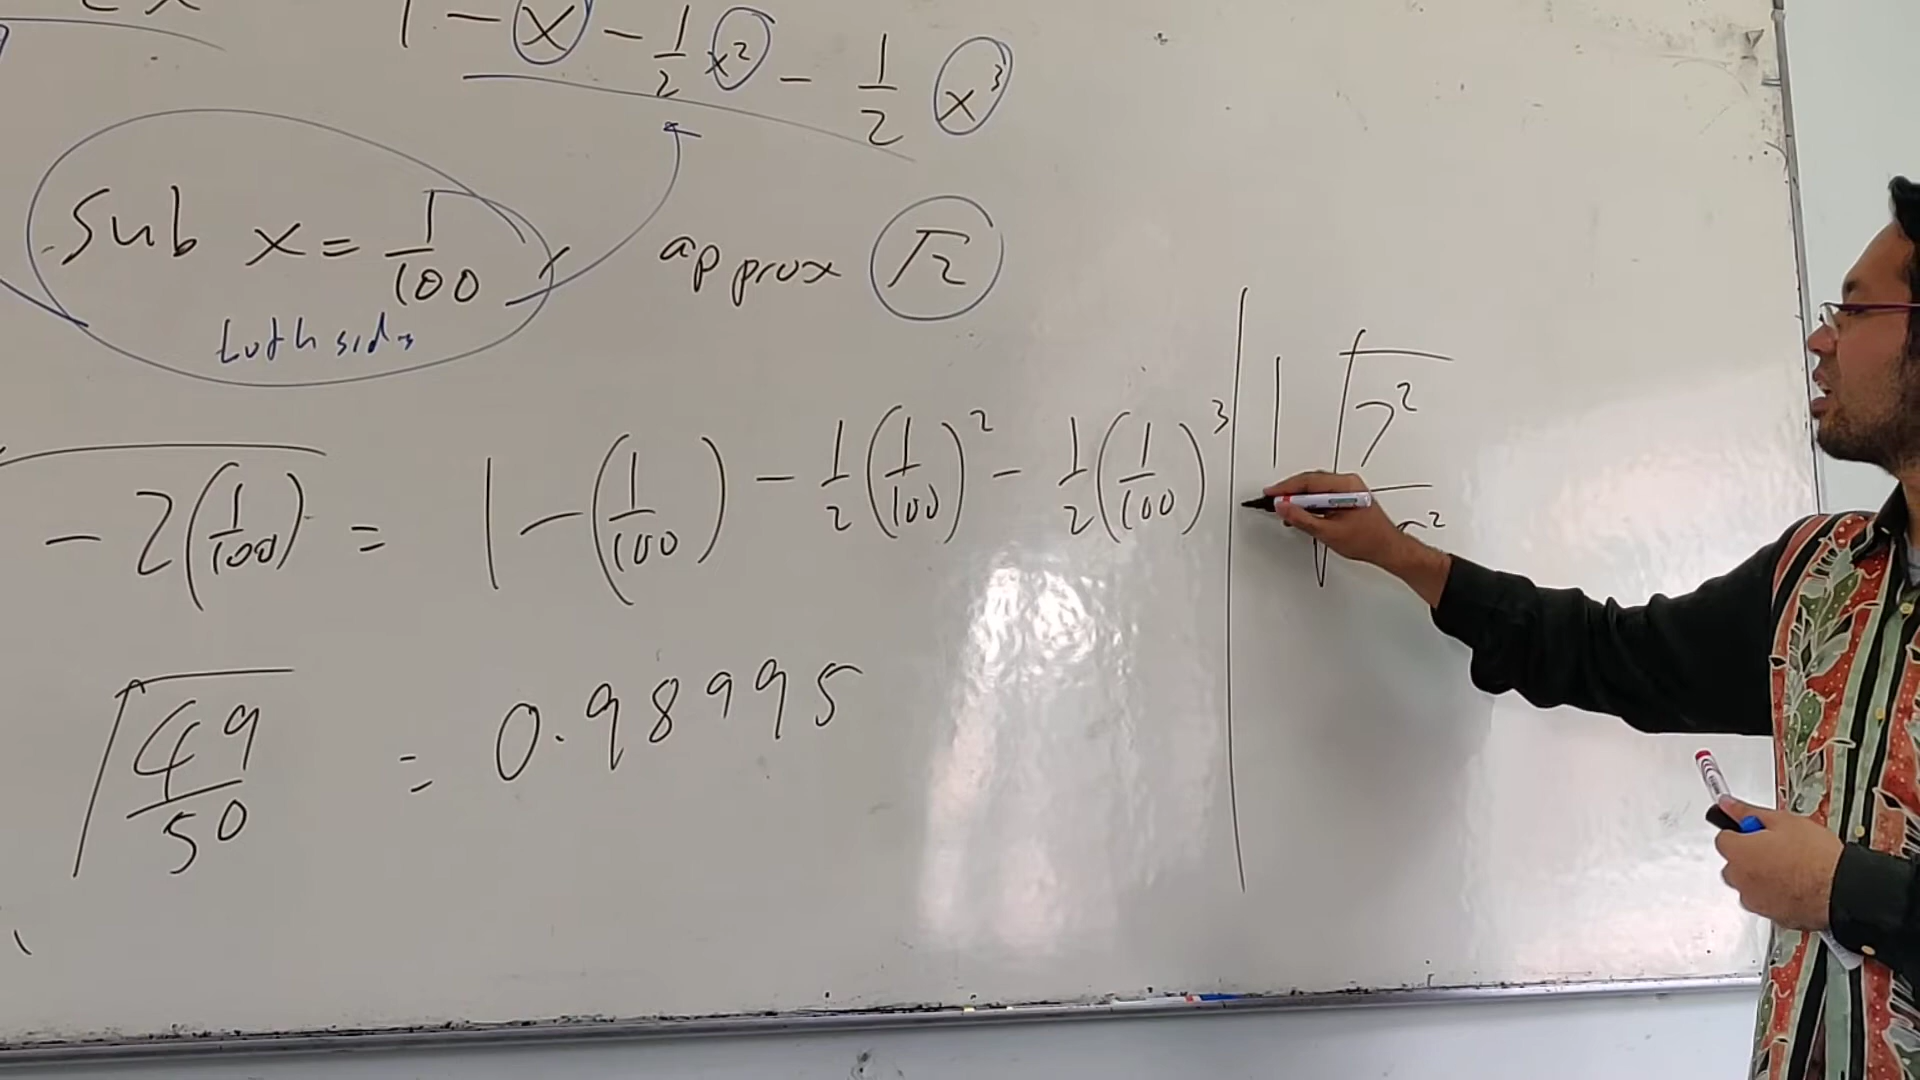 1 - x - 1/2 x² - 1/2 x³
Sub x = 1/100
both sides
approx √2
- 2(1/100) = 1 - (1/100) - 1/2 (1/100)² - 1/2 (1/100)³
√(49/50) = 0.98995
1 √7²
²